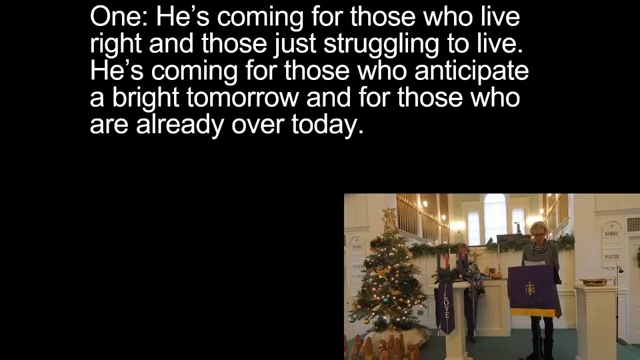 One: He's coming for those who live
right and those just struggling to live.
He's coming for those who anticipate
a bright tomorrow and for those who
are already over today.
LOVE